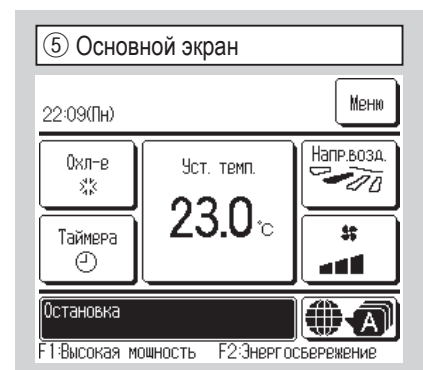 ⑤ Основной экран
22:09(Пн)
Меню
Охл-е
Уст. темп.
Напр.возд.
23.0 °C
Таймера
Остановка
A
F1:Высокая мощность F2:Энергосбережение